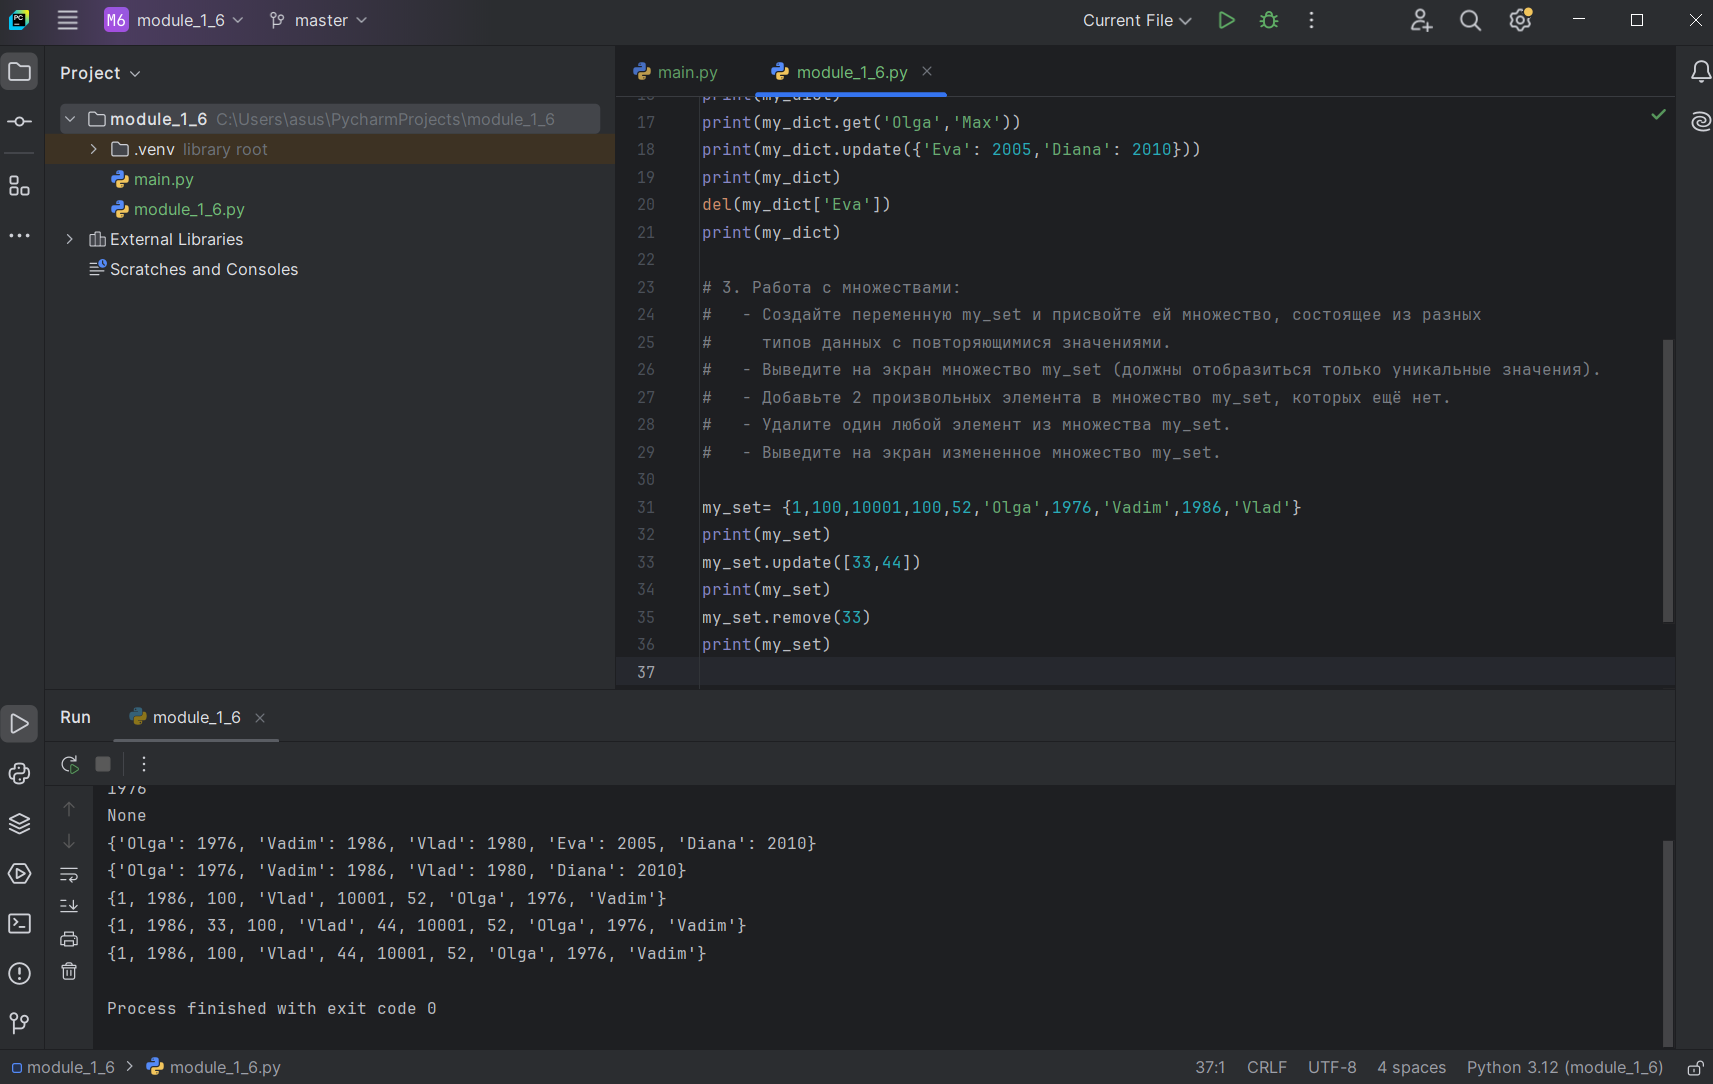 M6 module_1_6 master Current File
Project
module_1_6 C:\Users\asus\PycharmProjects\module_1_6
.venv library root
main.py
module_1_6.py
External Libraries
Scratches and Consoles
main.py module_1_6.py
16 print(my_dict)
17 print(my_dict.get('Olga','Max'))
18 print(my_dict.update({'Eva': 2005,'Diana': 2010}))
19 print(my_dict)
20 del(my_dict['Eva'])
21 print(my_dict)
22
23 # 3. Работа с множествами:
24 #   - Создайте переменную my_set и присвойте ей множество, состоящее из разных
25 #     типов данных с повторяющимися значениями.
26 #   - Выведите на экран множество my_set (должны отобразиться только уникальные значения).
27 #   - Добавьте 2 произвольных элемента в множество my_set, которых ещё нет.
28 #   - Удалите один любой элемент из множества my_set.
29 #   - Выведите на экран измененное множество my_set.
30
31 my_set= {1,100,10001,100,52,'Olga',1976,'Vadim',1986,'Vlad'}
32 print(my_set)
33 my_set.update([33,44])
34 print(my_set)
35 my_set.remove(33)
36 print(my_set)
37
Run module_1_6
1976
None
{'Olga': 1976, 'Vadim': 1986, 'Vlad': 1980, 'Eva': 2005, 'Diana': 2010}
{'Olga': 1976, 'Vadim': 1986, 'Vlad': 1980, 'Diana': 2010}
{1, 1986, 100, 'Vlad', 10001, 52, 'Olga', 1976, 'Vadim'}
{1, 1986, 33, 100, 'Vlad', 44, 10001, 52, 'Olga', 1976, 'Vadim'}
{1, 1986, 100, 'Vlad', 44, 10001, 52, 'Olga', 1976, 'Vadim'}
Process finished with exit code 0
module_1_6 > module_1_6.py 37:1 CRLF UTF-8 4 spaces Python 3.12 (module_1_6)